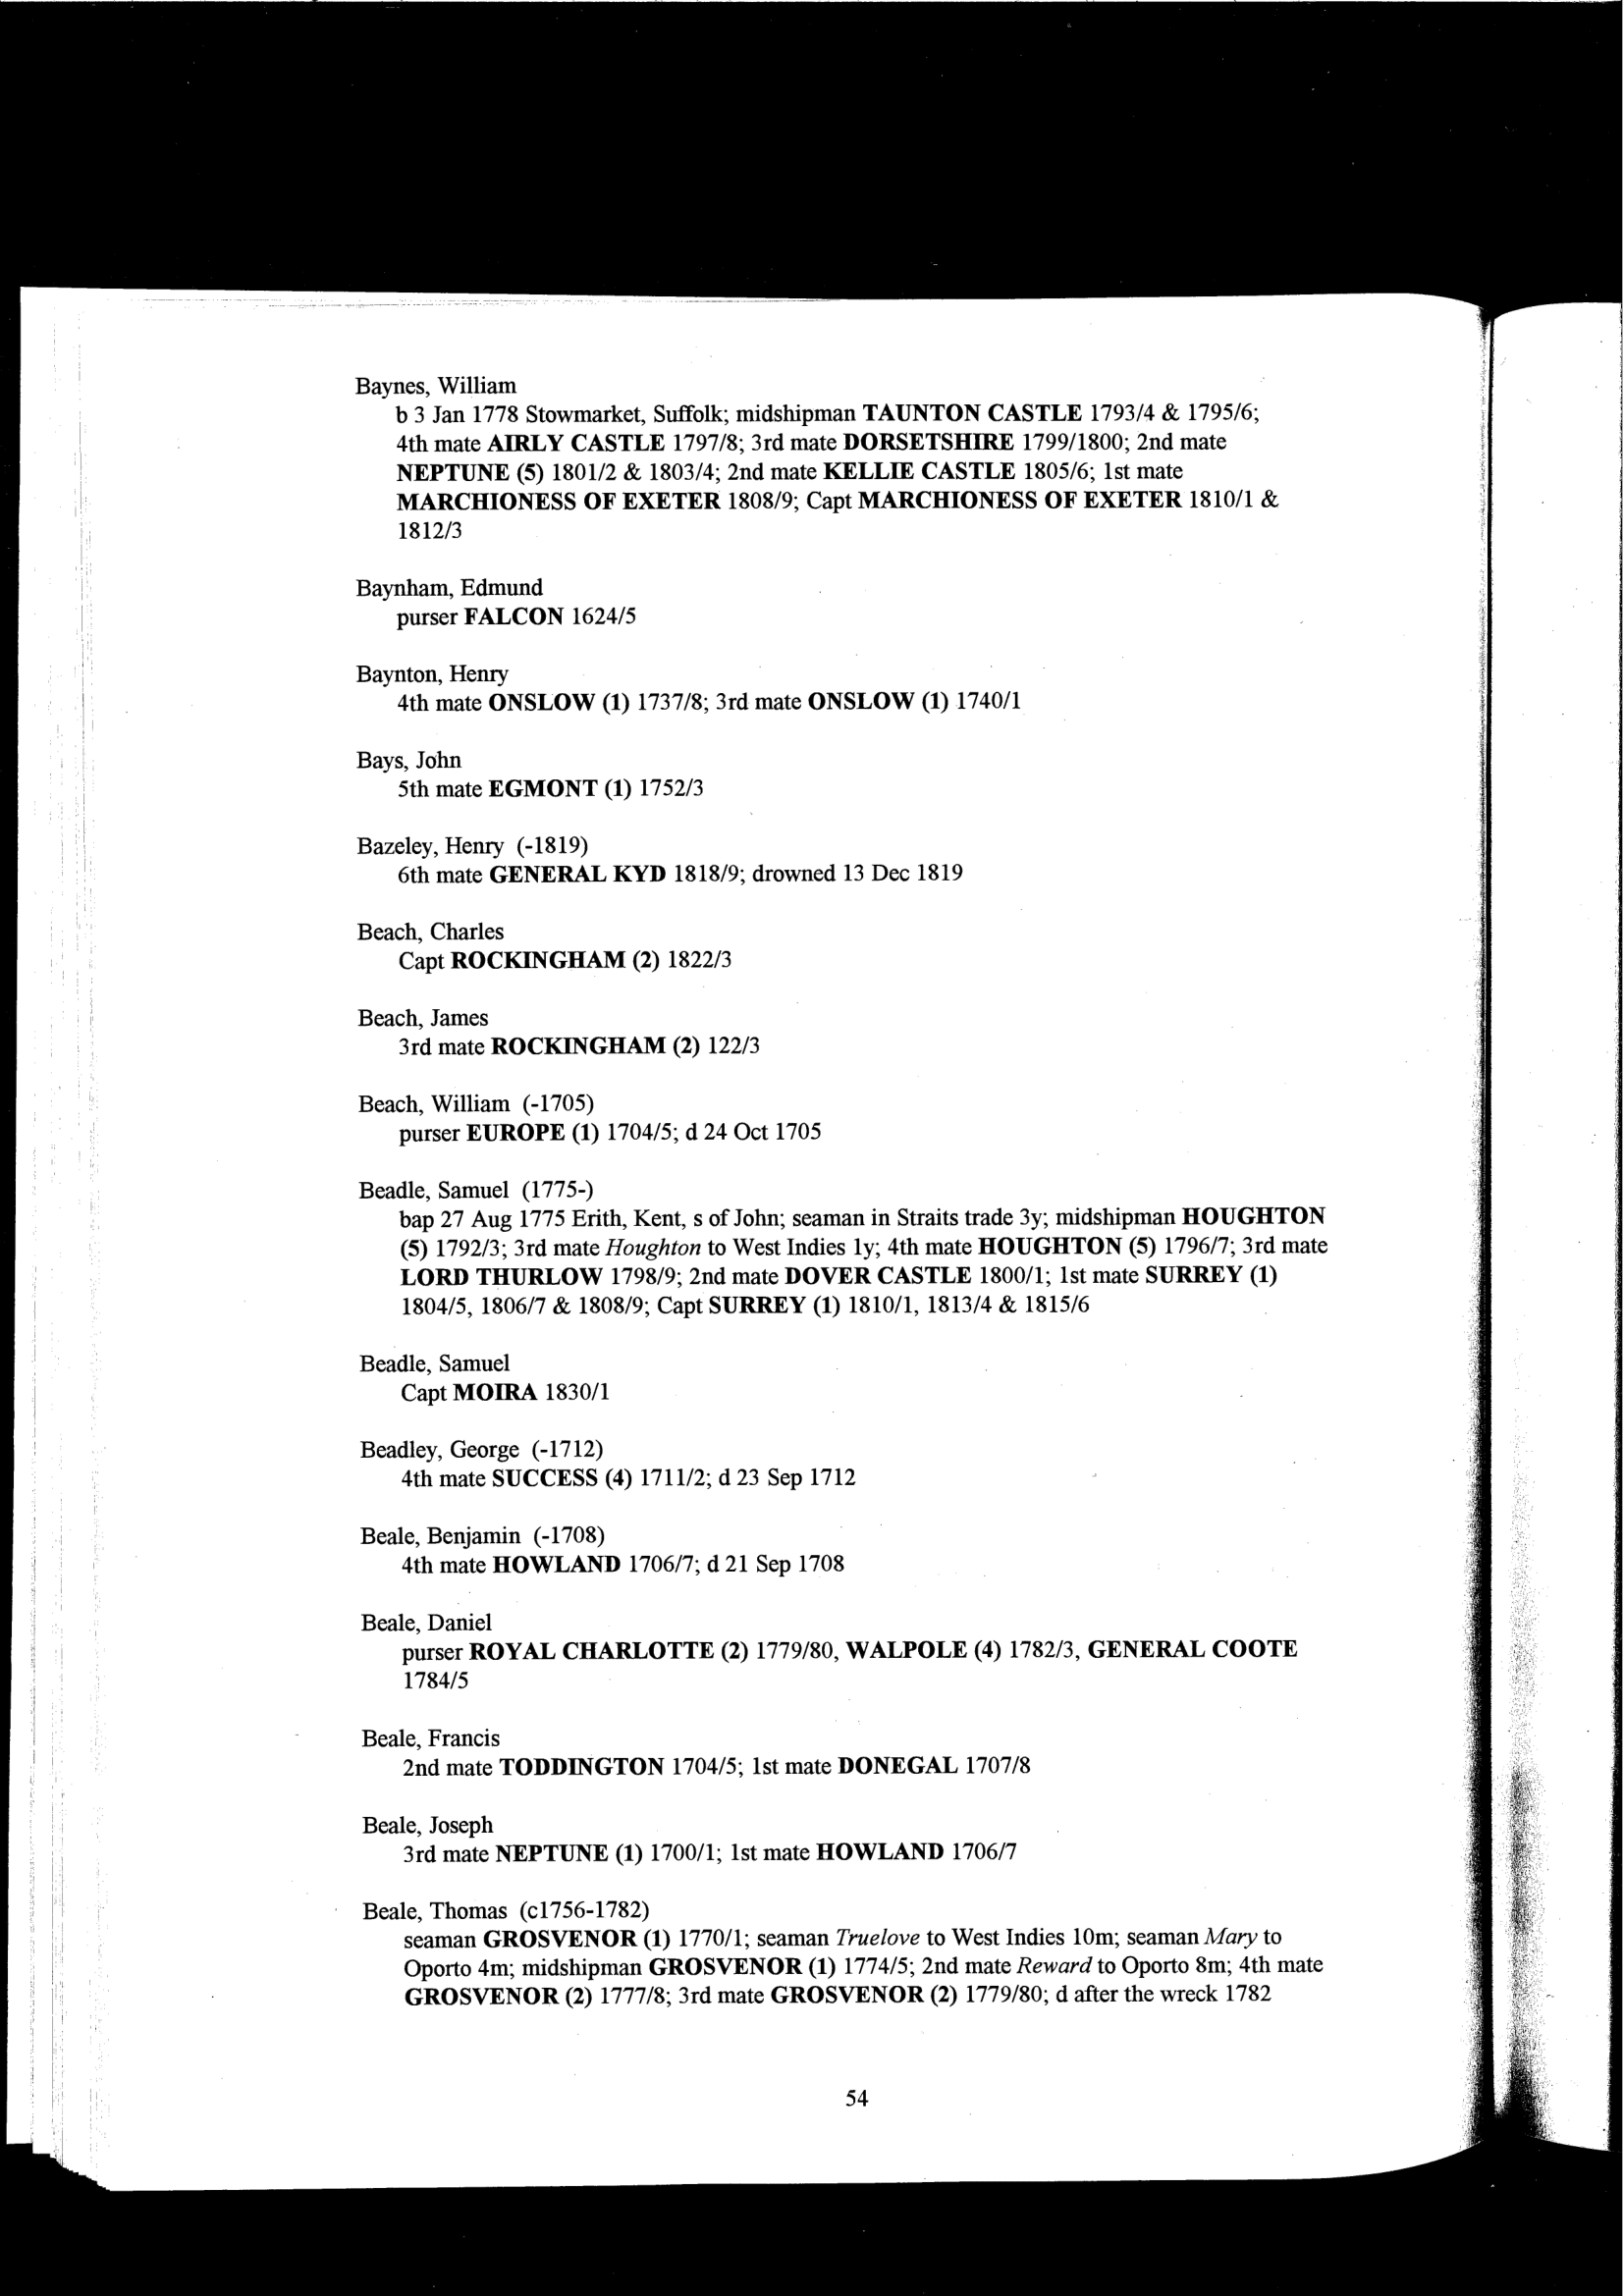 Baynes, William
b 3 Jan 1778 Stowmarket, Suffolk; midshipman TAUNTON CASTLE 1793/4 & 1795/6;
4th mate AIRLY CASTLE 1797/8; 3rd mate DORSETSHIRE 1799/1800; 2nd mate
NEPTUNE (5) 1801/2 & 1803/4; 2nd mate KELLIE CASTLE 1805/6; 1st mate
MARCHIONESS OF EXETER 1808/9; Capt MARCHIONESS OF EXETER 1810/1 &
1812/3
Baynham, Edmund
purser FALCON 1624/5
Baynton, Henry
4th mate ONSLOW (1) 1737/8; 3rd mate ONSLOW (1) 1740/1
Bays, John
5th mate EGMONT (1) 1752/3
Bazeley, Henry (-1819)
6th mate GENERAL KYD 1818/9; drowned 13 Dec 1819
Beach, Charles
Capt ROCKINGHAM (2) 1822/3
Beach, James
3rd mate ROCKINGHAM (2) 122/3
Beach, William (-1705)
purser EUROPE (1) 1704/5; d 24 Oct 1705
Beadle, Samuel (1775-)
bap 27 Aug 1775 Erith, Kent, s of John; seaman in Straits trade 3y; midshipman HOUGHTON
(5) 1792/3; 3rd mate Houghton to West Indies 1y; 4th mate HOUGHTON (5) 1796/7; 3rd mate
LORD THURLOW 1798/9; 2nd mate DOVER CASTLE 1800/1; 1st mate SURREY (1)
1804/5, 1806/7 & 1808/9; Capt SURREY (1) 1810/1, 1813/4 & 1815/6
Beadle, Samuel
Capt MOIRA 1830/1
Beadley, George (-1712)
4th mate SUCCESS (4) 1711/2; d 23 Sep 1712
Beale, Benjamin (-1708)
4th mate HOWLAND 1706/7; d 21 Sep 1708
Beale, Daniel
purser ROYAL CHARLOTTE (2) 1779/80, WALPOLE (4) 1782/3, GENERAL COOTE
1784/5
Beale, Francis
2nd mate TODDINGTON 1704/5; 1st mate DONEGAL 1707/8
Beale, Joseph
3rd mate NEPTUNE (1) 1700/1; 1st mate HOWLAND 1706/7
Beale, Thomas (c1756-1782)
seaman GROSVENOR (1) 1770/1; seaman Truelove to West Indies 10m; seaman Mary to
Oporto 4m; midshipman GROSVENOR (1) 1774/5; 2nd mate Reward to Oporto 8m; 4th mate
GROSVENOR (2) 1777/8; 3rd mate GROSVENOR (2) 1779/80; d after the wreck 1782
54